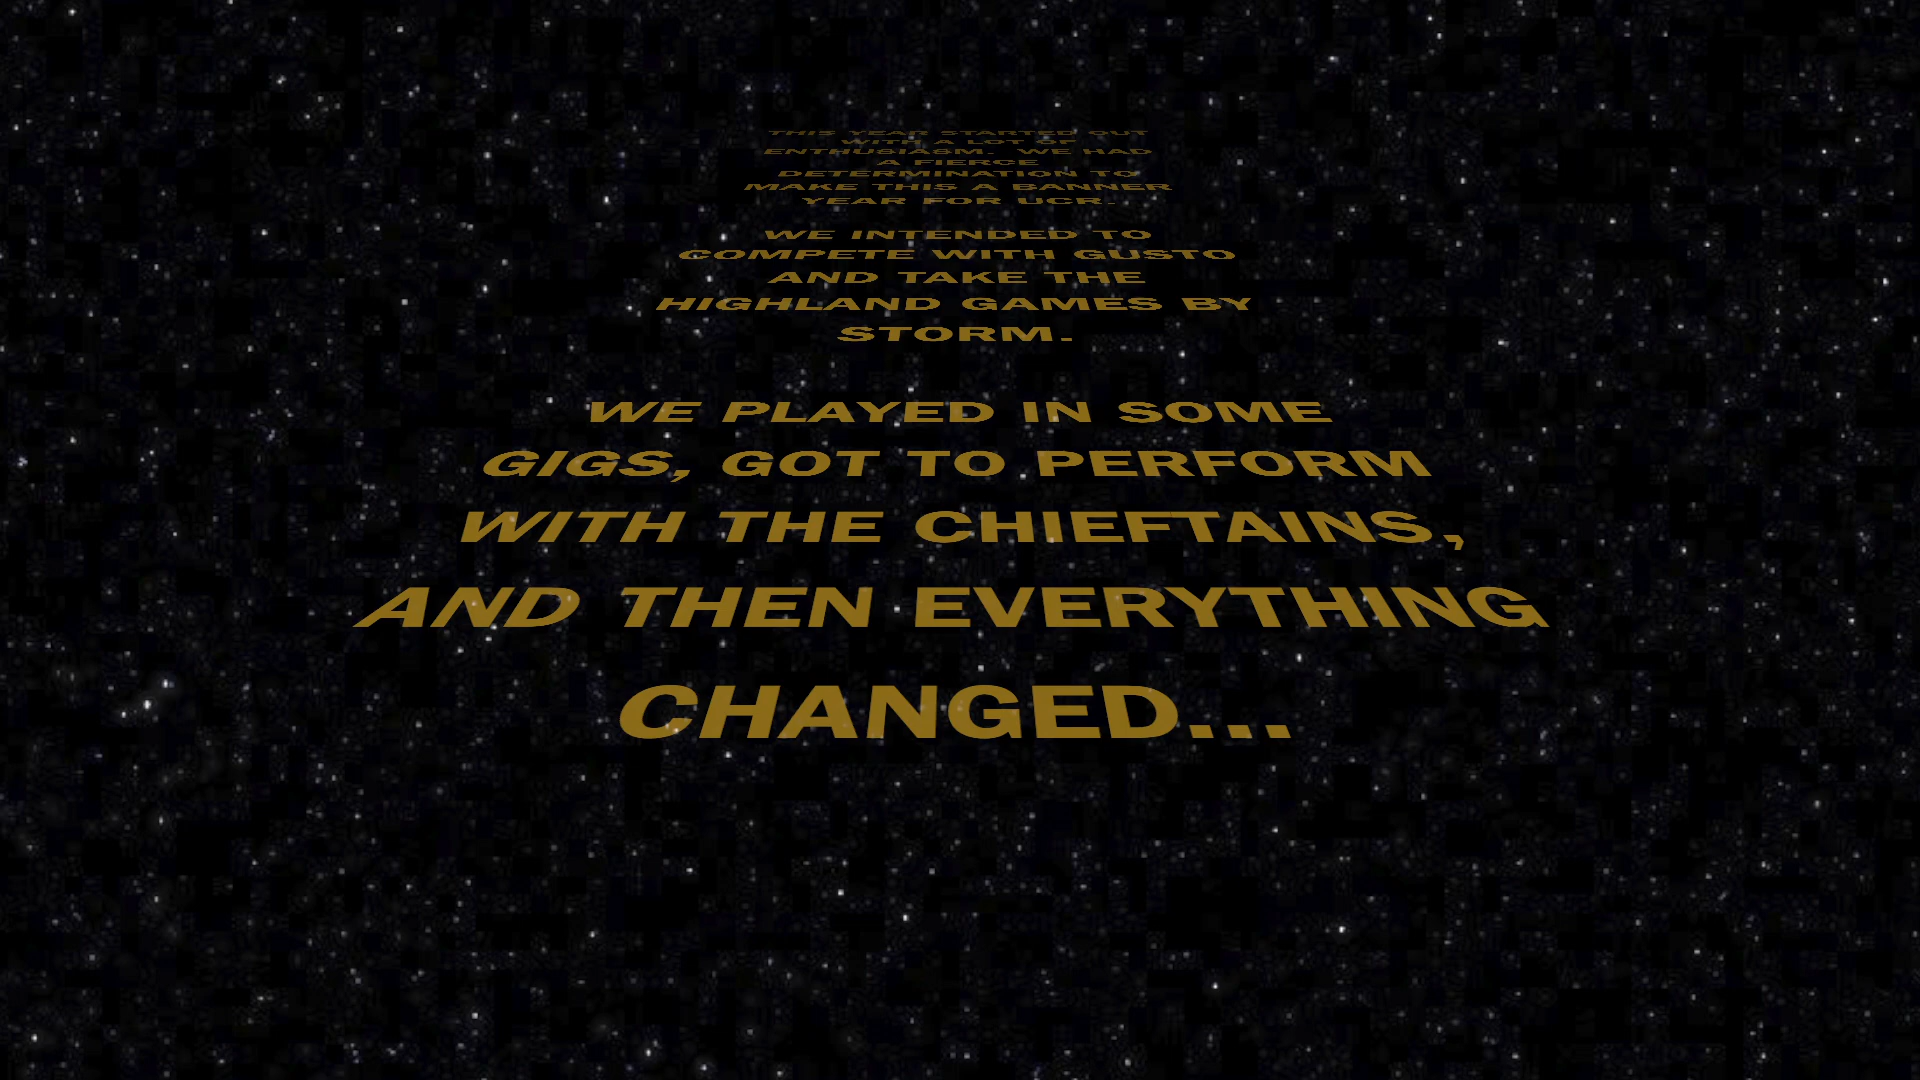 THIS YEAR STARTED OUT
WITH A LOT OF
ENTHUSIASM. WE HAD
A FIERCE
DETERMINATION TO
MAKE THIS A BANNER
YEAR FOR UCR.
WE INTENDED TO
COMPETE WITH GUSTO
AND TAKE THE
HIGHLAND GAMES BY
STORM.
WE PLAYED IN SOME
GIGS, GOT TO PERFORM
WITH THE CHIEFTAINS,
AND THEN EVERYTHING
CHANGED...